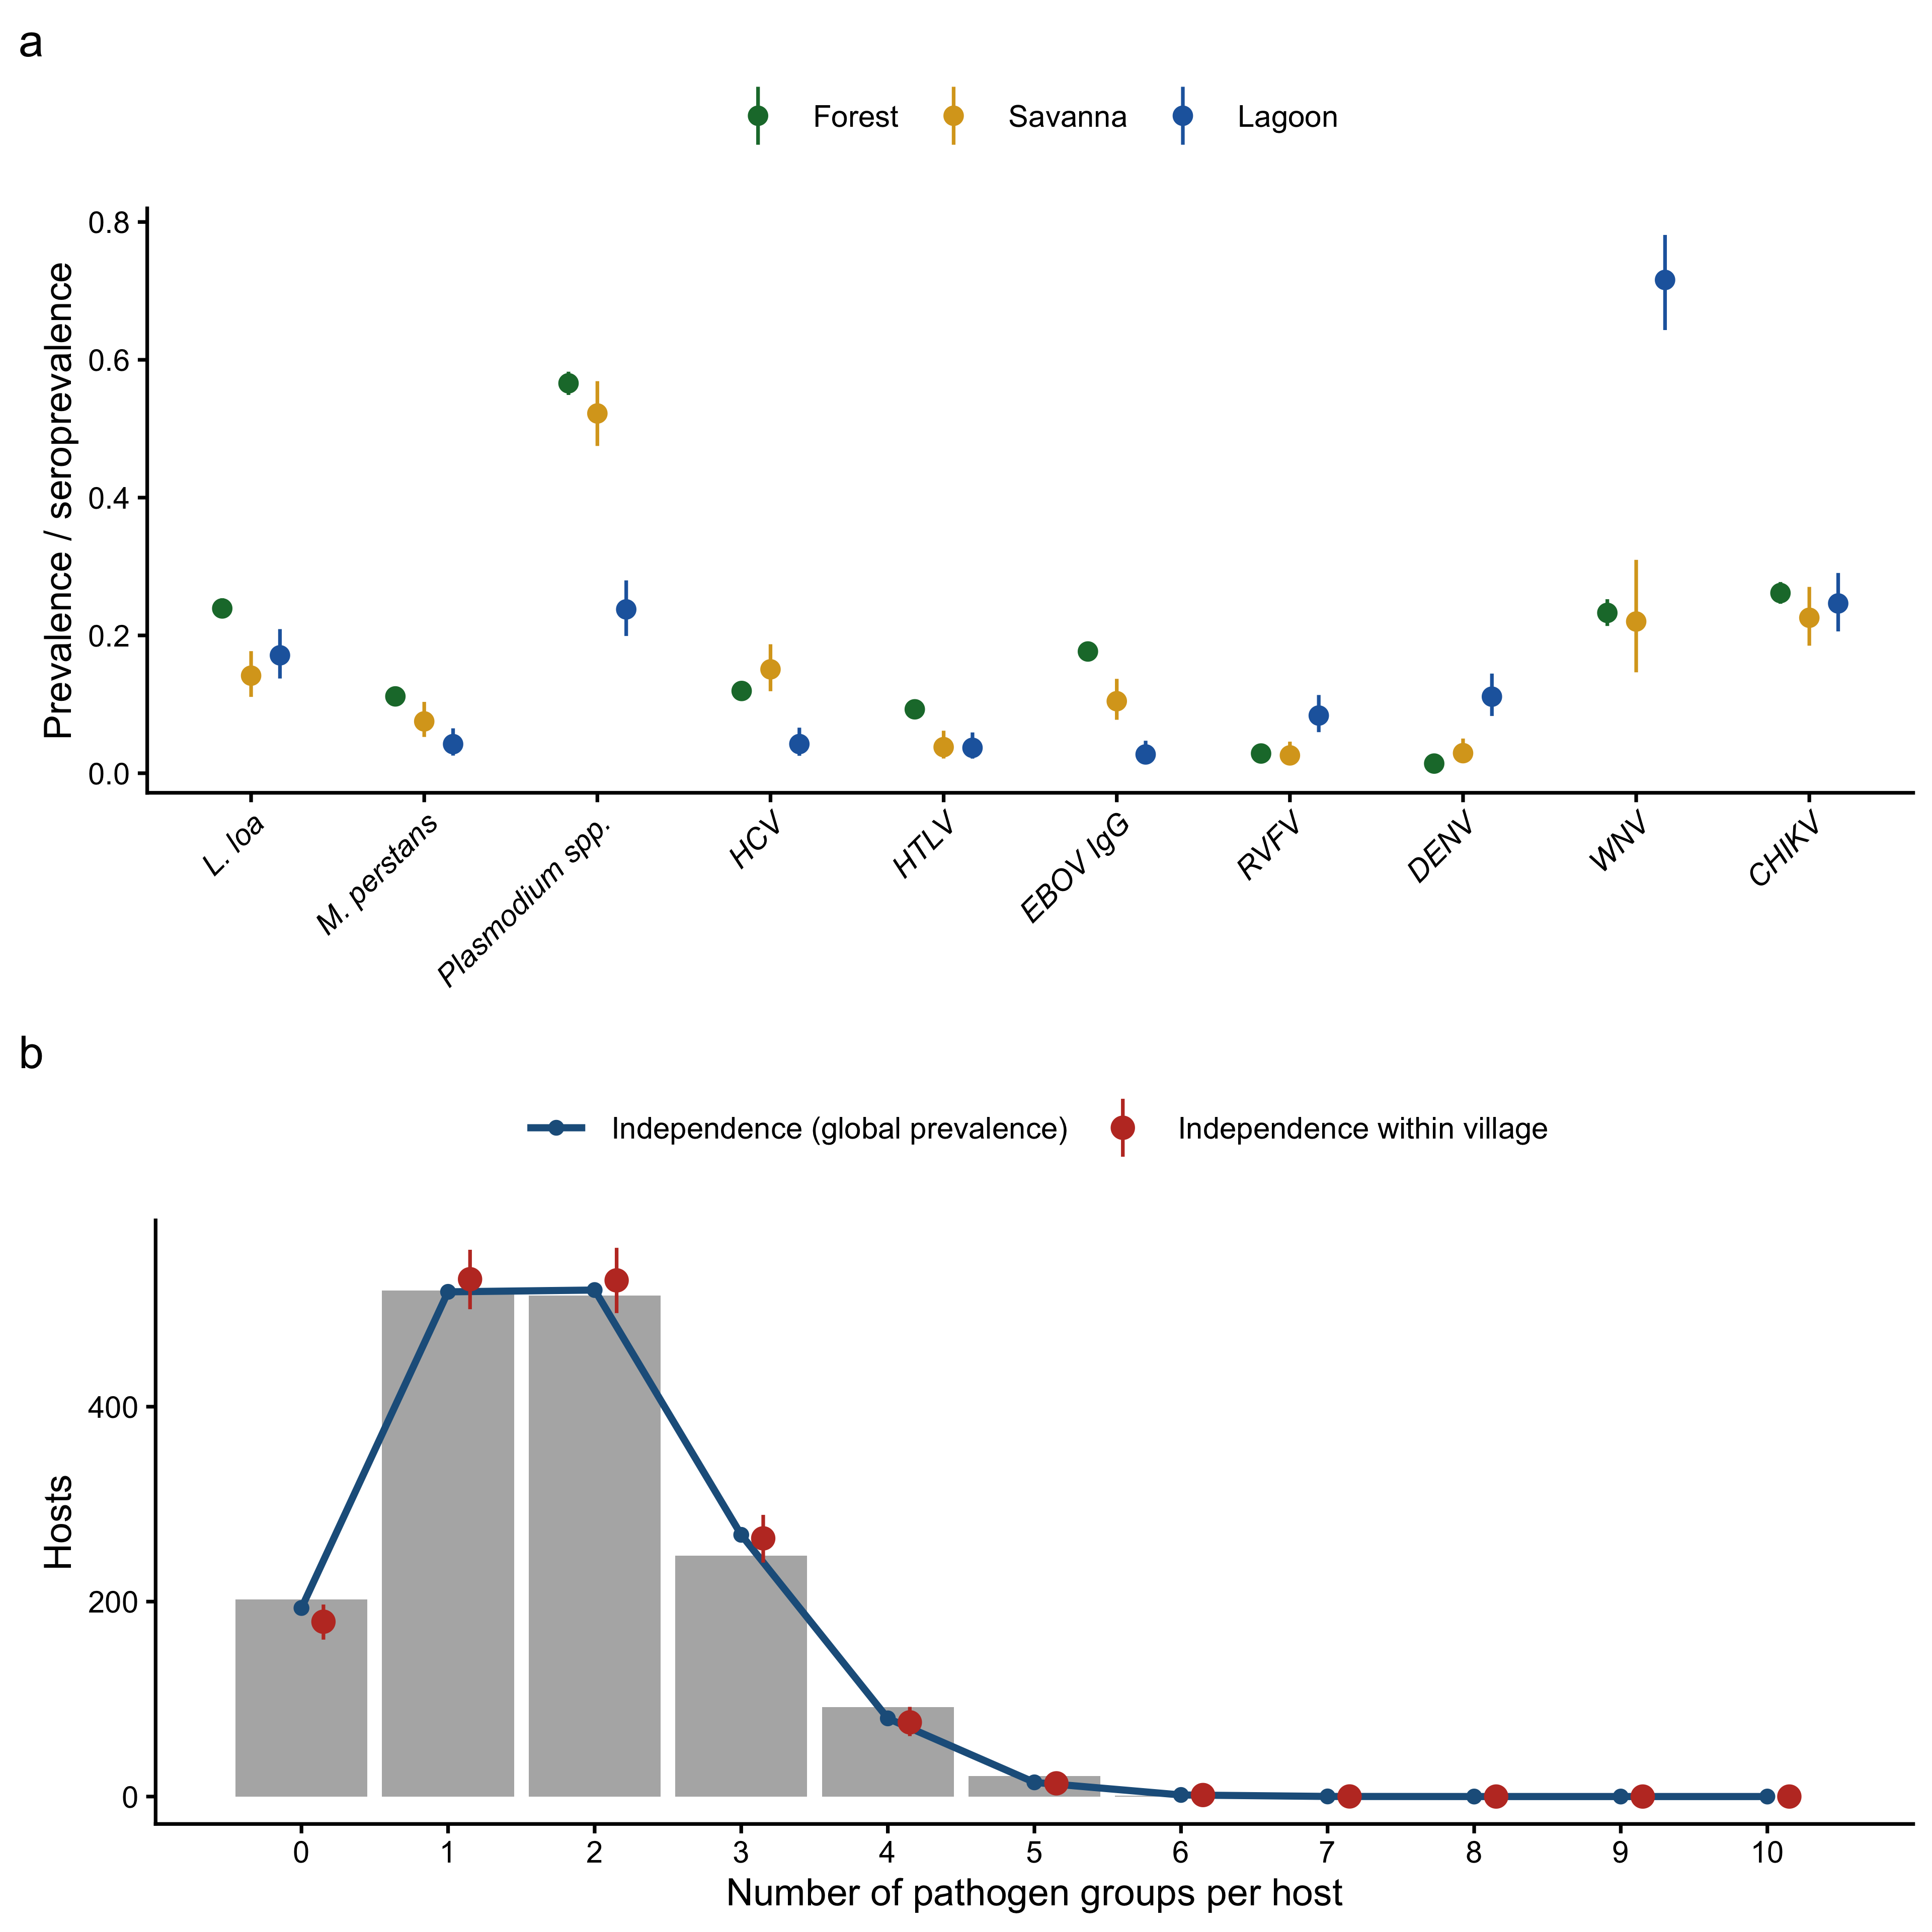 a
Forest Savanna Lagoon
Prevalence / seroprevalence
0.8
0.6
0.4
0.2
0.0
L. loa
M. perstans
Plasmodium spp.
HCV
HTLV
EBOV IgG
RVFV
DENV
WNV
CHIKV
b
Independence (global prevalence) Independence within village
Hosts
400
200
0
0 1 2 3 4 5 6 7 8 9 10
Number of pathogen groups per host